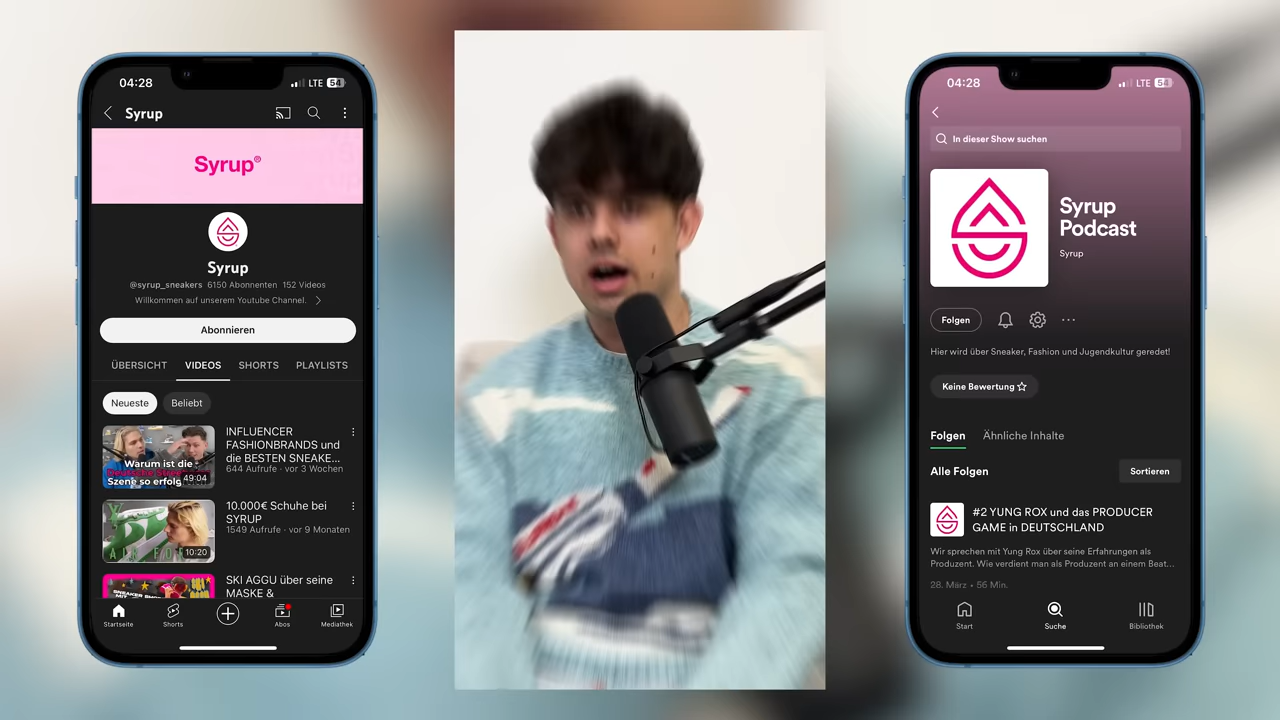 04:28
LTE 54
Syrup
Syrup®
Syrup
@syrup_sneakers 6150 Abonnenten 152 Videos
Willkommen auf unserem Youtube Channel.
Abonnieren
ÜBERSICHT VIDEOS SHORTS PLAYLISTS
Neueste Beliebt
Warum ist die
Szene so erfolg
49:04
INFLUENCER
FASHIONBRANDS und
die BESTEN SNEAKE...
644 Aufrufe · vor 3 Wochen
10:20
10.000€ Schuhe bei
SYRUP
1549 Aufrufe · vor 9 Monaten
SKI AGGU über seine
MASKE &
Startseite Shorts Abos Mediathek
04:28
LTE 54
In dieser Show suchen
Syrup
Podcast
Syrup
Folgen
Hier wird über Sneaker, Fashion und Jugendkultur geredet!
Keine Bewertung
Folgen Ähnliche Inhalte
Alle Folgen Sortieren
#2 YUNG ROX und das PRODUCER
GAME in DEUTSCHLAND
Wir sprechen mit Yung Rox über seine Erfahrungen als
Produzent. Wie verdient man als Produzent an einem Beat...
28. März • 56 Min.
Start Suche Bibliothek